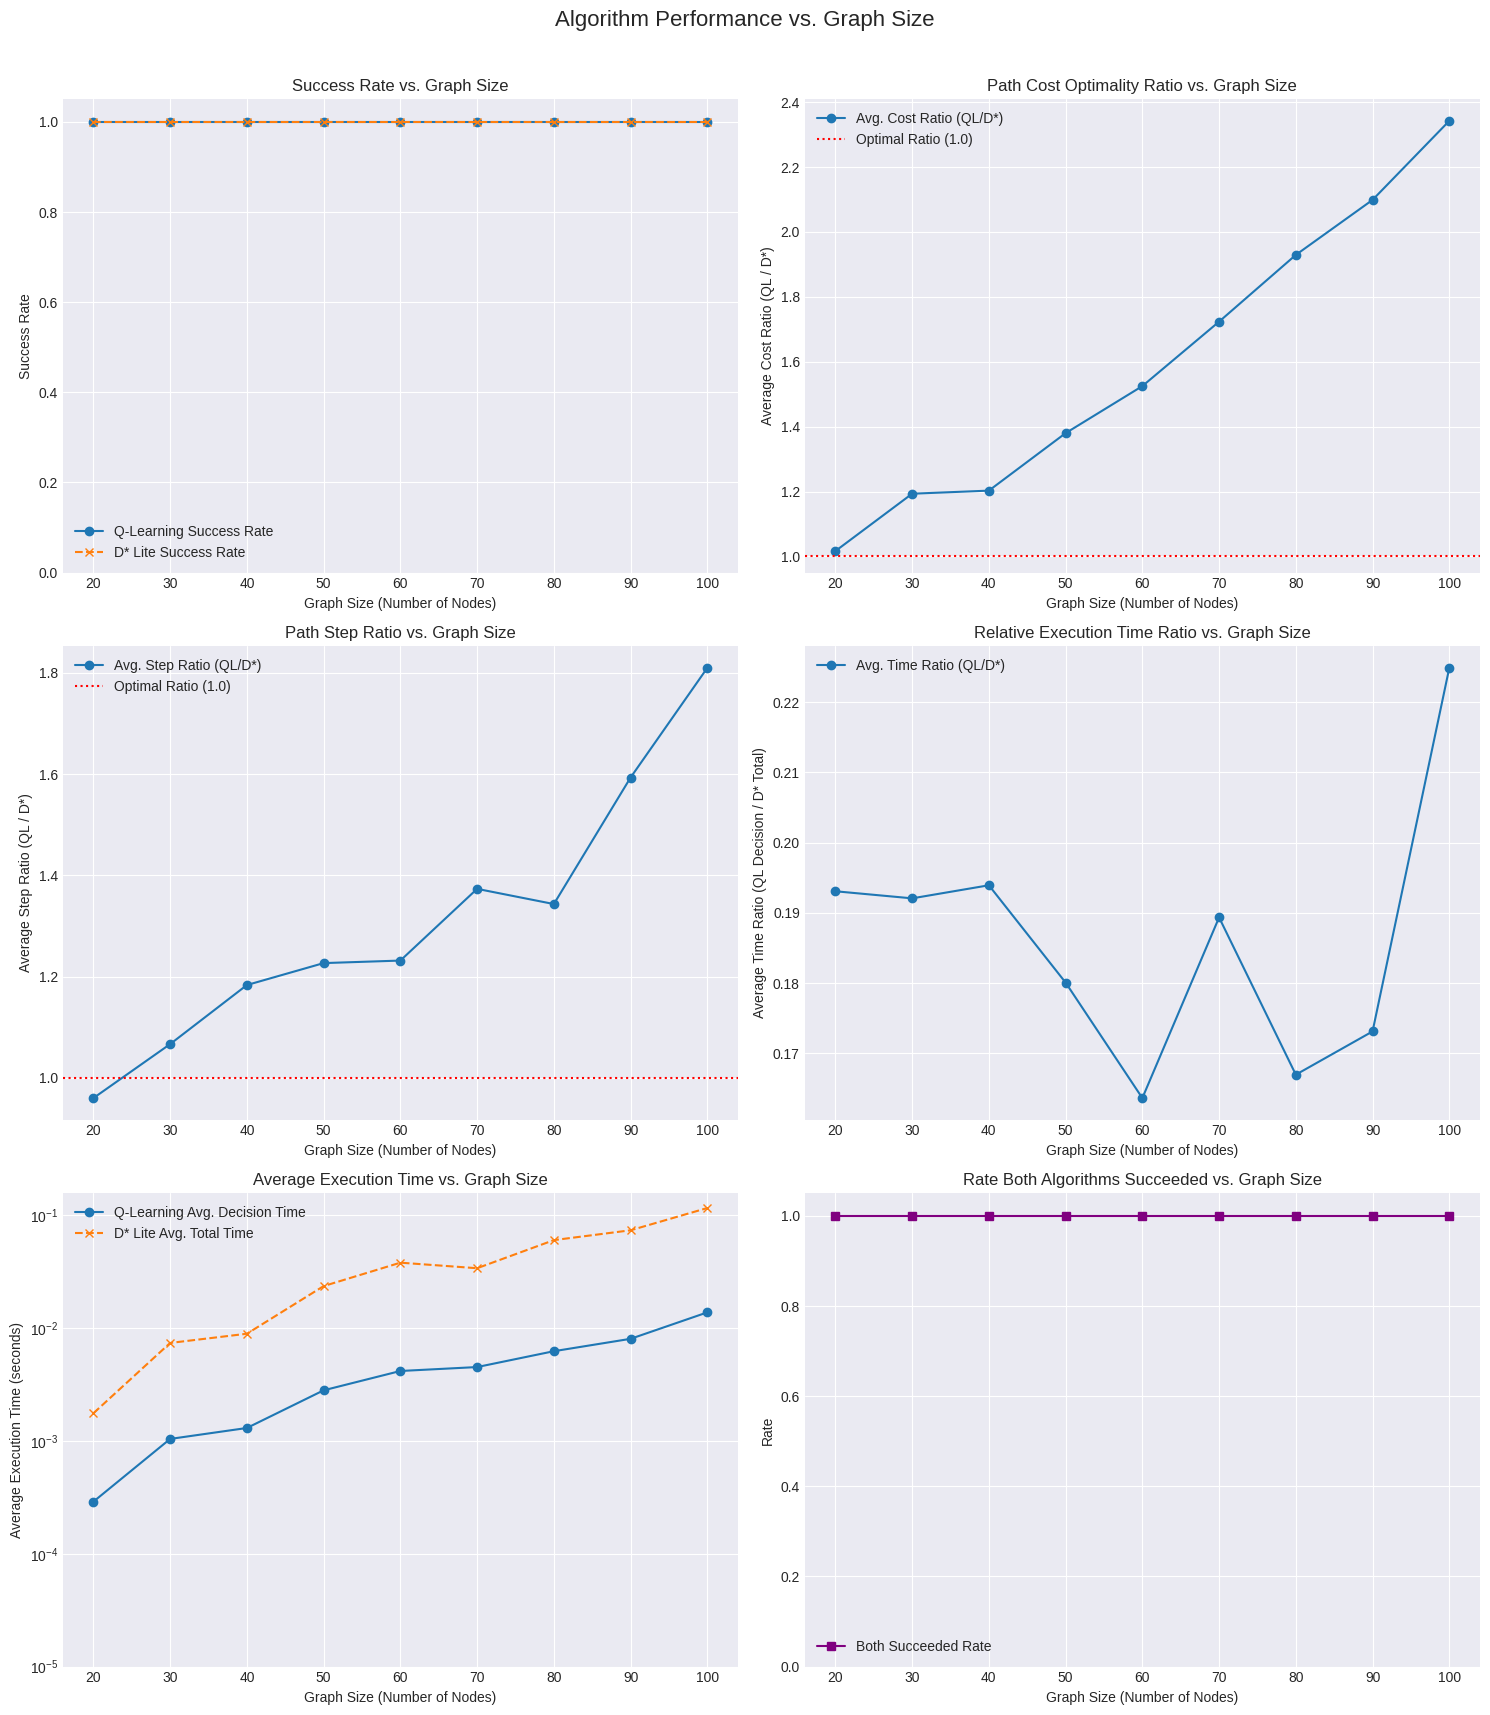 Algorithm Performance vs. Graph Size
Success Rate vs. Graph Size
Success Rate
1.0
0.8
0.6
0.4
0.2
0.0
Q-Learning Success Rate
D* Lite Success Rate
20 30 40 50 60 70 80 90 100
Graph Size (Number of Nodes)
Path Cost Optimality Ratio vs. Graph Size
Average Cost Ratio (QL / D*)
2.4
2.2
2.0
1.8
1.6
1.4
1.2
1.0
Avg. Cost Ratio (QL/D*)
Optimal Ratio (1.0)
20 30 40 50 60 70 80 90 100
Graph Size (Number of Nodes)
Path Step Ratio vs. Graph Size
Average Step Ratio (QL / D*)
1.8
1.6
1.4
1.2
1.0
Avg. Step Ratio (QL/D*)
Optimal Ratio (1.0)
20 30 40 50 60 70 80 90 100
Graph Size (Number of Nodes)
Relative Execution Time Ratio vs. Graph Size
Average Time Ratio (QL Decision / D* Total)
0.22
0.21
0.20
0.19
0.18
0.17
Avg. Time Ratio (QL/D*)
20 30 40 50 60 70 80 90 100
Graph Size (Number of Nodes)
Average Execution Time vs. Graph Size
Average Execution Time (seconds)
10⁻¹
10⁻²
10⁻³
10⁻⁴
10⁻⁵
Q-Learning Avg. Decision Time
D* Lite Avg. Total Time
20 30 40 50 60 70 80 90 100
Graph Size (Number of Nodes)
Rate Both Algorithms Succeeded vs. Graph Size
Rate
1.0
0.8
0.6
0.4
0.2
0.0
Both Succeeded Rate
20 30 40 50 60 70 80 90 100
Graph Size (Number of Nodes)